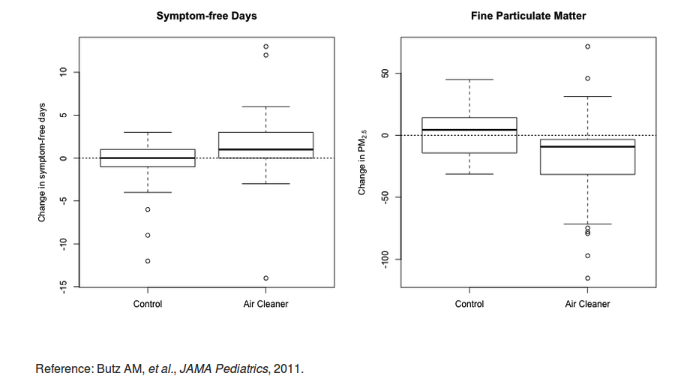 Symptom-free Days
Change in symptom-free days
10
5
0
-5
-10
-15
Control
Air Cleaner
Fine Particulate Matter
Change in PM2.5
50
0
-50
-100
Control
Air Cleaner
Reference: Butz AM, et al., JAMA Pediatrics, 2011.